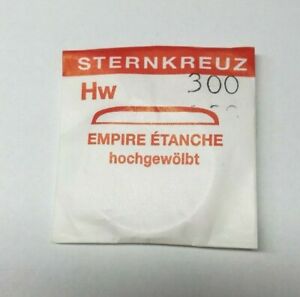 STERNKREUZ
Hw 300
EMPIRE ÉTANCHE
hochgewölbt